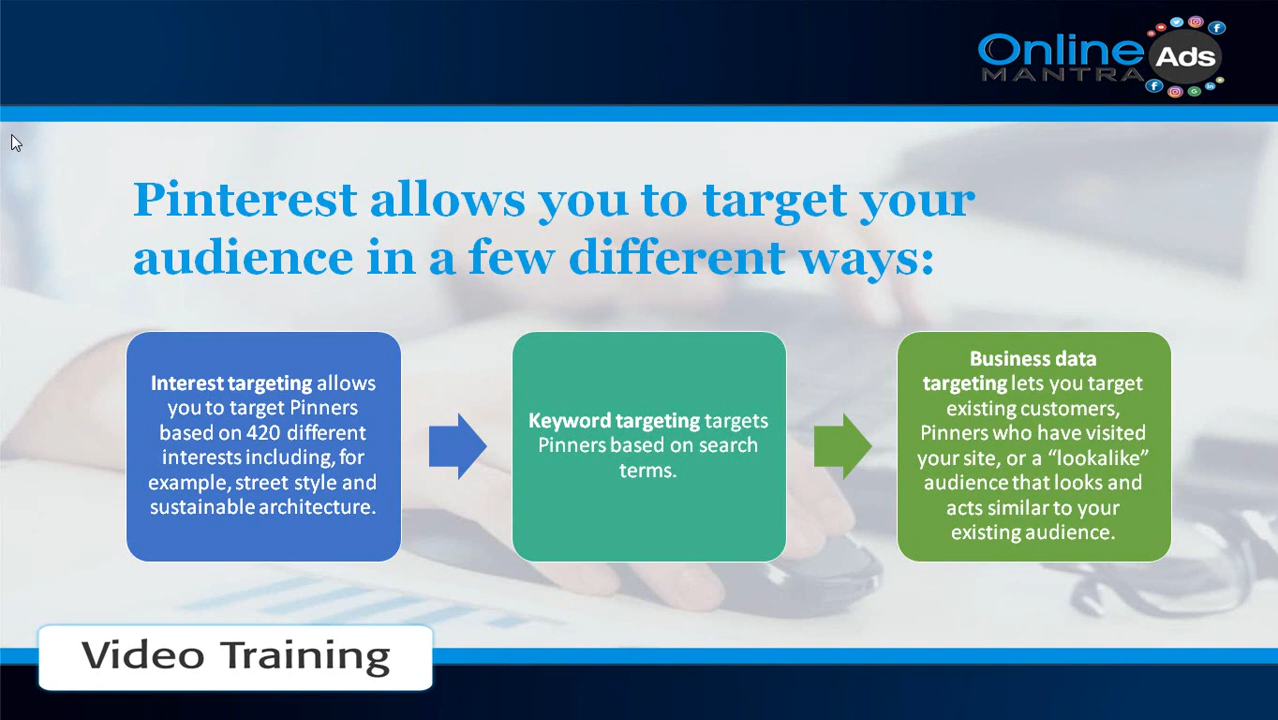 Online
Ads
MANTRA
Pinterest allows you to target your
audience in a few different ways:
Interest targeting allows
you to target Pinners
based on 420 different
interests including, for
example, street style and
sustainable architecture.
Keyword targeting targets
Pinners based on search
terms.
Business data
targeting lets you target
existing customers,
Pinners who have visited
your site, or a “lookalike”
audience that looks and
acts similar to your
existing audience.
Video Training